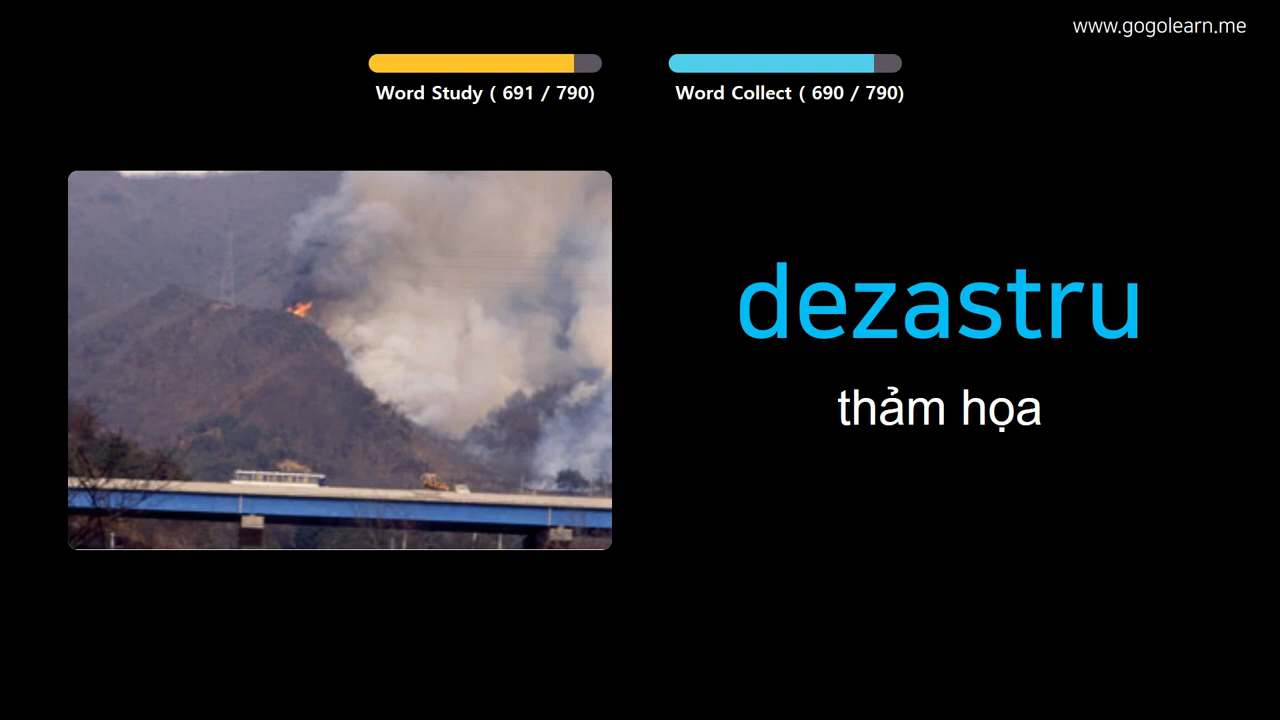 www.gogolearn.me
Word Study ( 691 / 790)
Word Collect ( 690 / 790)
dezastru
thảm họa